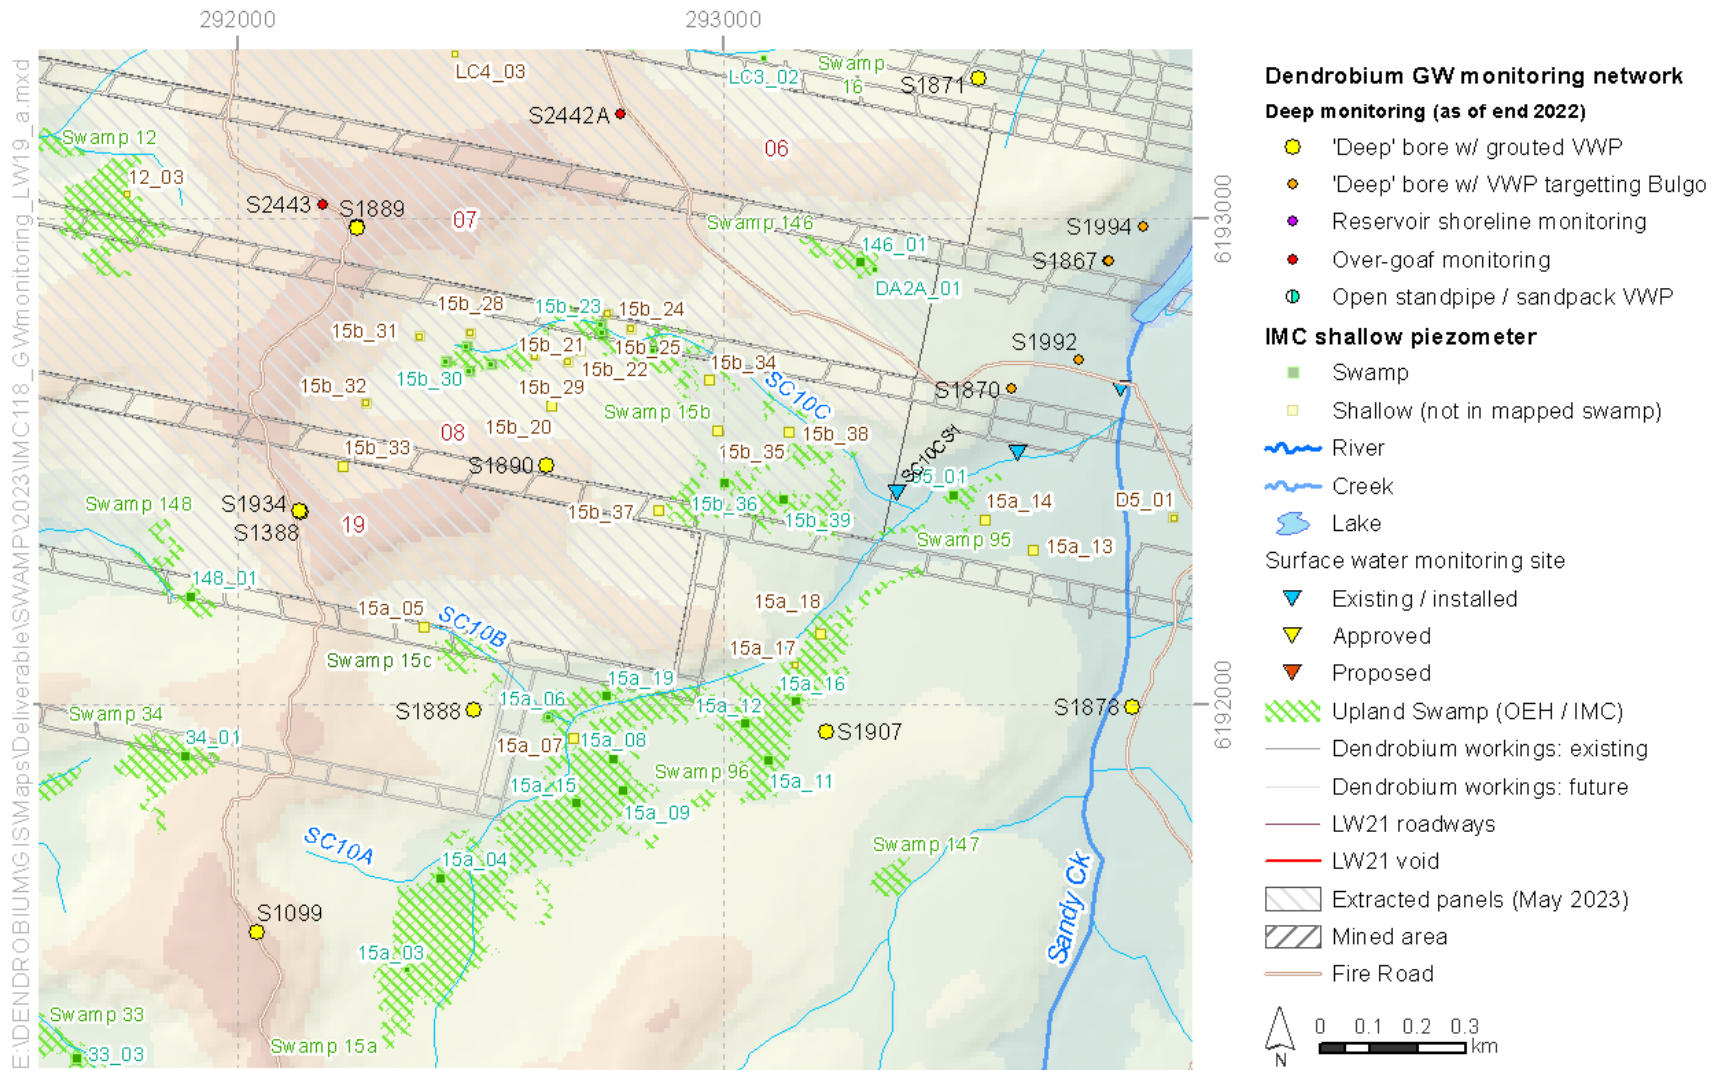 292000
293000
E:\DENDROBIUM\GIS\Maps\Deliverable\SWAMP\2023\IMC118_GWmonitoring_LW19_a.mxd
6193000
6192000
LC4_03
LC3_02
Swamp
16
S1871
S2442A
06
Swamp 12
12_03
S2443
S1889
07
Swamp 146
146_01
DA2A_01
S1994
S1867
15b_28
15b_23
15b_24
15b_31
15b_21
15b_25
15b_34
S1992
15b_30
15b_22
15b_32
15b_29
SC10C
S1870
Swamp 15b
15b_20
08
15b_38
15b_33
15b_35
S1890
SC10CS1
95_01
15b_36
15b_37
15b_39
15a_14
D5_01
Swamp 148
S1934
S1388
19
Swamp 95
15a_13
148_01
15a_05
SC10B
15a_18
15a_17
Swamp 15c
15a_19
15a_16
15a_06
15a_12
S1888
S1907
S1878
Swamp 34
34_01
15a_07
15a_08
Swamp 96
15a_15
15a_11
15a_09
SC10A
15a_04
Swamp 147
S1099
Sandy Ck
15a_03
Swamp 33
33_03
Swamp 15a
Dendrobium GW monitoring network
Deep monitoring (as of end 2022)
'Deep' bore w/ grouted VWP
'Deep' bore w/ VWP targetting Bulgo
Reservoir shoreline monitoring
Over-goaf monitoring
Open standpipe / sandpack VWP
IMC shallow piezometer
Swamp
Shallow (not in mapped swamp)
River
Creek
Lake
Surface water monitoring site
Existing / installed
Approved
Proposed
Upland Swamp (OEH / IMC)
Dendrobium workings: existing
Dendrobium workings: future
LW21 roadways
LW21 void
Extracted panels (May 2023)
Mined area
Fire Road
N
0 0.1 0.2 0.3
km